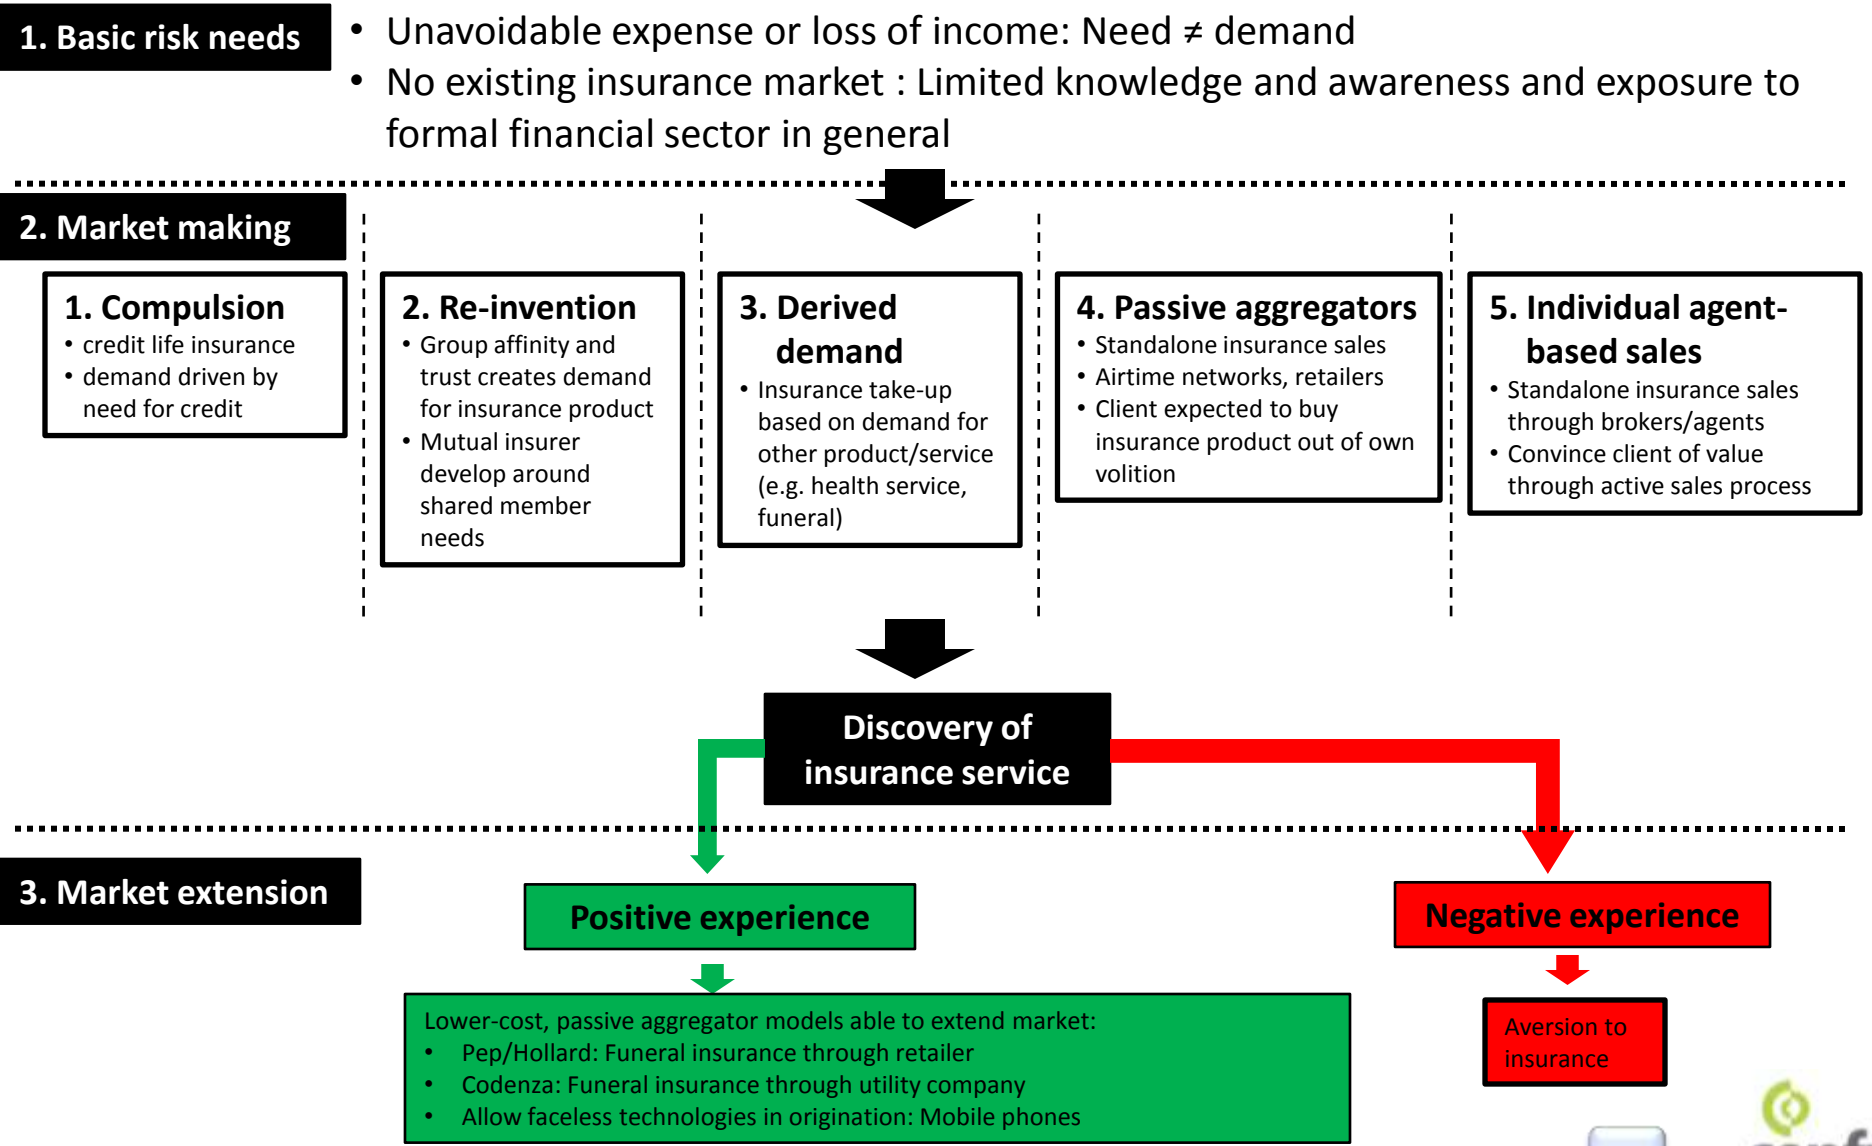 1. Basic risk needs
• Unavoidable expense or loss of income: Need ≠ demand
• No existing insurance market : Limited knowledge and awareness and exposure to
formal financial sector in general
2. Market making
1. Compulsion
• credit life insurance
• demand driven by
need for credit
2. Re-invention
• Group affinity and
trust creates demand
for insurance product
• Mutual insurer
develop around
shared member
needs
3. Derived
demand
• Insurance take-up
based on demand for
other product/service
(e.g. health service,
funeral)
4. Passive aggregators
• Standalone insurance sales
• Airtime networks, retailers
• Client expected to buy
insurance product out of own
volition
5. Individual agent-
based sales
• Standalone insurance sales
through brokers/agents
• Convince client of value
through active sales process
Discovery of
insurance service
3. Market extension
Positive experience
Negative experience
Lower-cost, passive aggregator models able to extend market:
• Pep/Hollard: Funeral insurance through retailer
• Codenza: Funeral insurance through utility company
• Allow faceless technologies in origination: Mobile phones
Aversion to
insurance